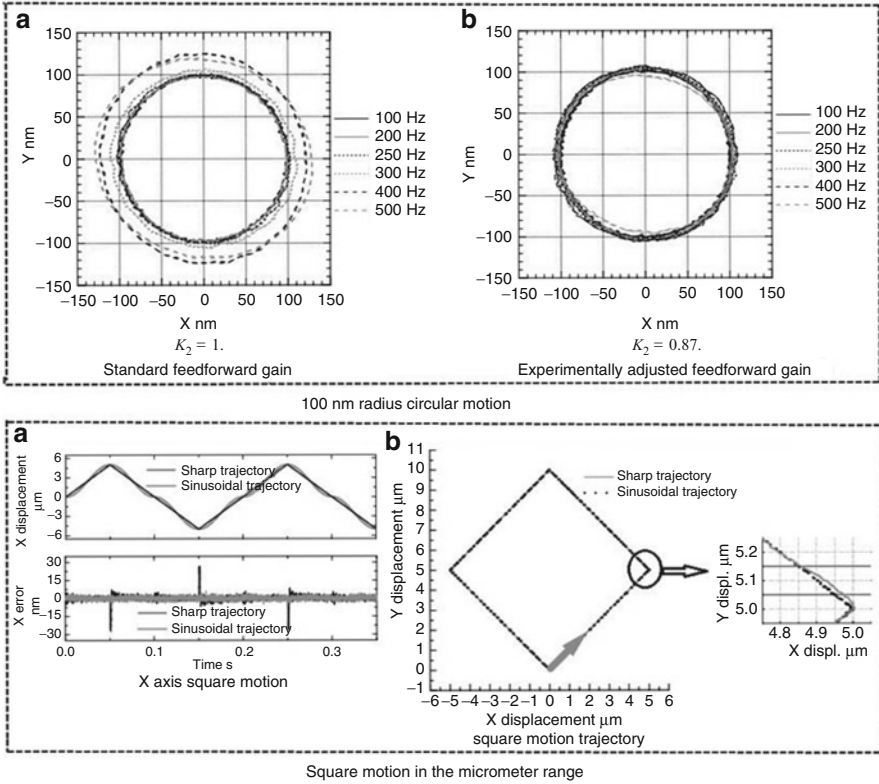 a
150
100
50
0
−50
−100
−150
Y nm
−150 −100 −50 0 50 100 150
X nm
100 Hz
200 Hz
250 Hz
300 Hz
400 Hz
500 Hz
K2 = 1.
Standard feedforward gain
b
150
100
50
0
−50
−100
−150
Y nm
−150 −100 −50 0 50 100 150
X nm
100 Hz
200 Hz
250 Hz
300 Hz
400 Hz
500 Hz
K2 = 0.87.
Experimentally adjusted feedforward gain
100 nm radius circular motion
a
X displacement
μm
6
3
0
−3
−6
Sharp trajectory
Sinusoidal trajectory
X error
nm
30
15
0
−15
−30
Sharp trajectory
Sinusoidal trajectory
0.0 0.1 0.2 0.3
Time s
X axis square motion
b
Y displacement μm
11
10
9
8
7
6
5
4
3
2
1
0
−1
−6 −5 −4 −3 −2 −1 0 1 2 3 4 5 6
X displacement μm
square motion trajectory
Sharp trajectory
Sinusoidal trajectory
Y displ. μm
5.2
5.1
5.0
4.8 4.9 5.0
X displ. μm
Square motion in the micrometer range